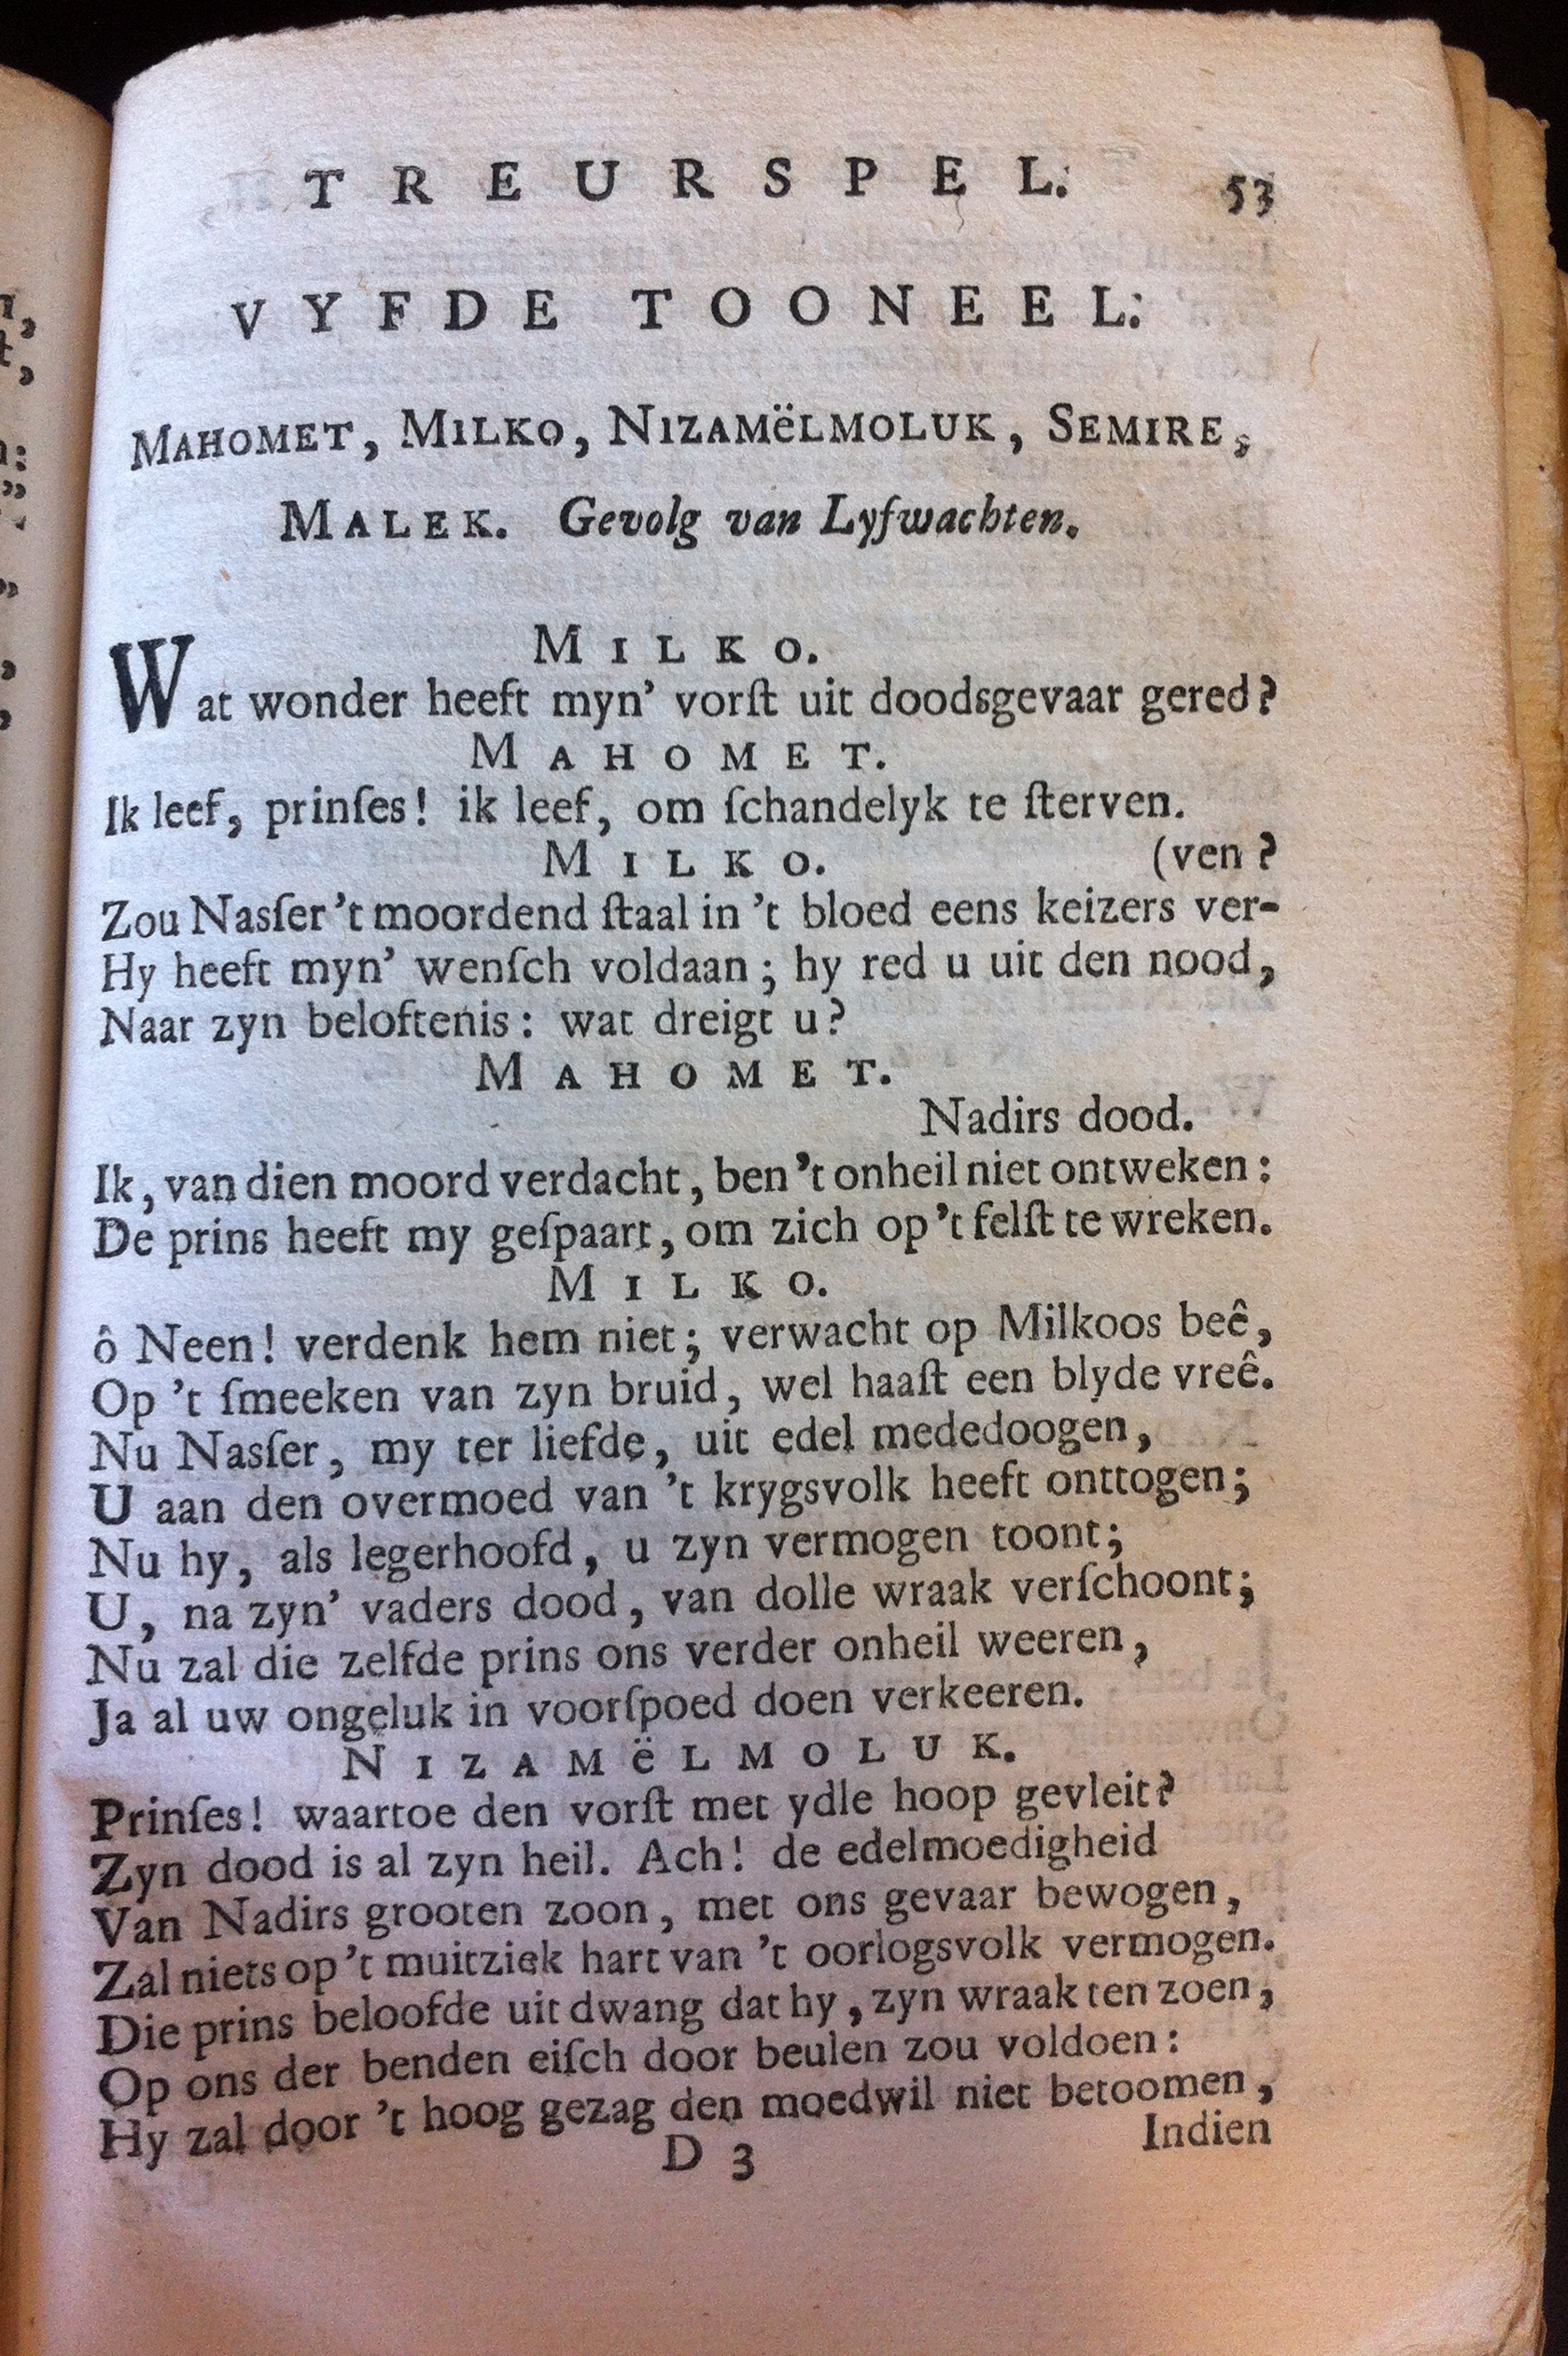 TREURSPEL. 53
VYFDE TOONEEL.
MAHOMET, MILKO, NIZAMëLMOLUK, SEMIRE,
MALEK. Gevolg van Lyfwachten.
MILKO.
Wat wonder heeft myn' vorſt uit doodsgevaar gered?
MAHOMET.
Ik leef, prinſes! ik leef, om ſchandelyk te ſterven.
MILKO. (ven?
Zou Nasſer 't moordend ſtaal in 't bloed eens keizers ver-
Hy heeft myn' wenſch voldaan; hy red u uit den nood,
Naar zyn beloftenis: wat dreigt u?
MAHOMET.
Nadirs dood.
Ik, van dien moord verdacht, ben 't onheil niet ontweken:
De prins heeft my geſpaart, om zich op 't felſt te wreken.
MILKO.
ô Neen! verdenk hem niet; verwacht op Milkoos beê,
Op 't ſmeeken van zyn bruid, wel haaſt een blyde vreê.
Nu Nasſer, my ter liefde, uit edel mededoogen,
U aan den overmoed van 't krygsvolk heeft onttogen;
Nu hy, als legerhoofd, u zyn vermogen toont;
U, na zyn' vaders dood, van dolle wraak verſchoont;
Nu zal die zelfde prins ons verder onheil weeren,
Ja al uw ongeluk in voorſpoed doen verkeeren.
NIZAMëLMOLUK.
Prinſes! waartoe den vorſt met ydle hoop gevleit?
Zyn dood is al zyn heil. Ach! de edelmoedigheid
Van Nadirs grooten zoon, met ons gevaar bewogen,
Zal niets op 't muitziek hart van 't oorlogsvolk vermogen.
Die prins beloofde uit dwang dat hy, zyn wraak ten zoen,
Op ons der benden eiſch door beulen zou voldoen:
Hy zal door 't hoog gezag den moedwil niet betoomen,
D 3 Indien